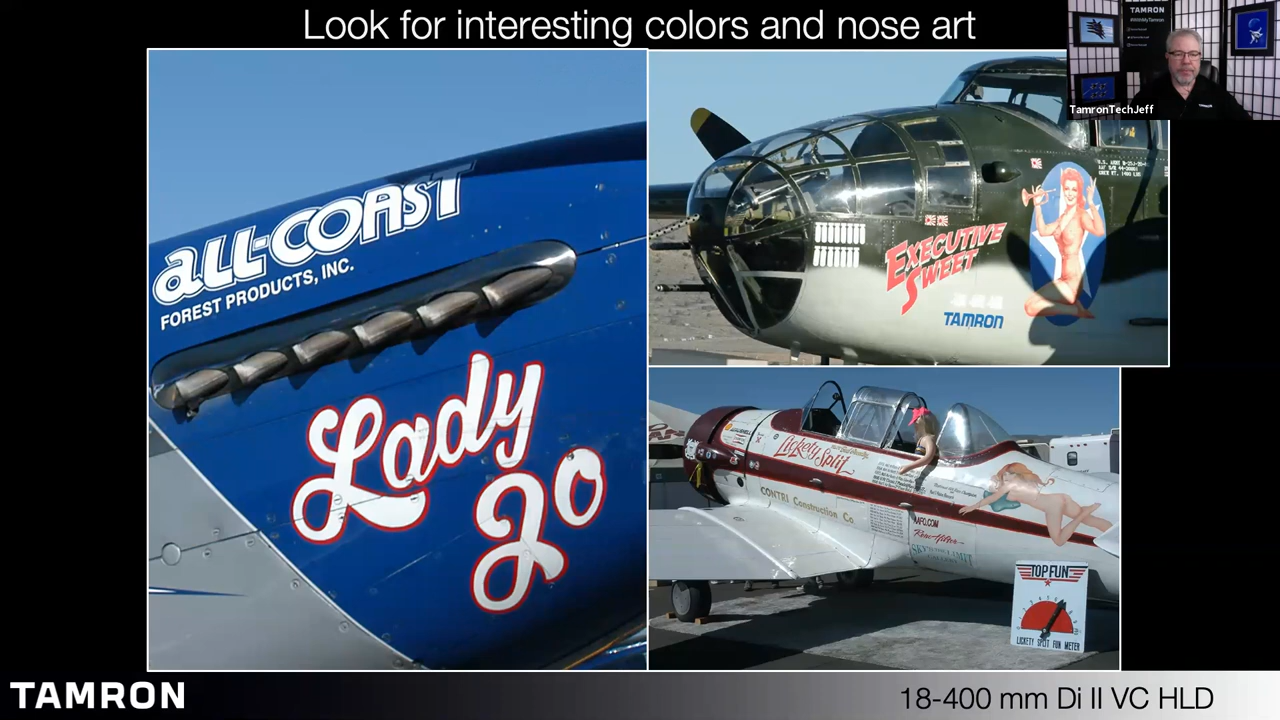 Look for interesting colors and nose art
TAMRON
TamronTechJeff
all-COAST
FOREST PRODUCTS, INC.
Lady
Jo
EXECUTIVE
SWEET
TAMRON
Lickety Split
CONTRI Construction Co
RAFO.COM
TOP FUN
LICKETY SPLIT FUN METER
TAMRON
18-400 mm Di II VC HLD